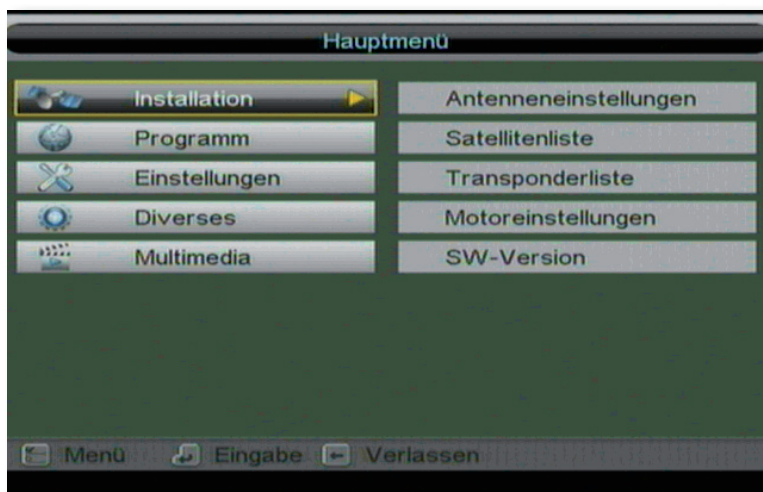 Hauptmenü
Installation
Programm
Einstellungen
Diverses
Multimedia
Antenneneinstellungen
Satellitenliste
Transponderliste
Motoreinstellungen
SW-Version
Menü Eingabe Verlassen